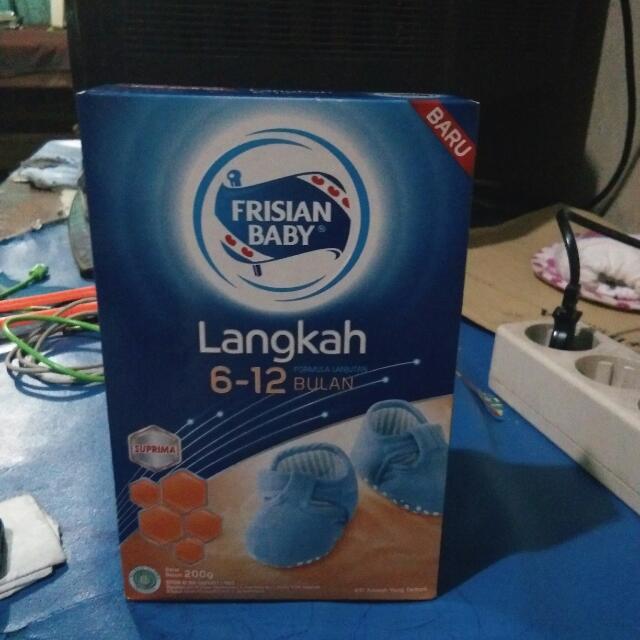 BARU
FRISIAN
BABY®
Langkah
FORMULA LANJUTAN
6-12 BULAN
SUPRIMA
200g